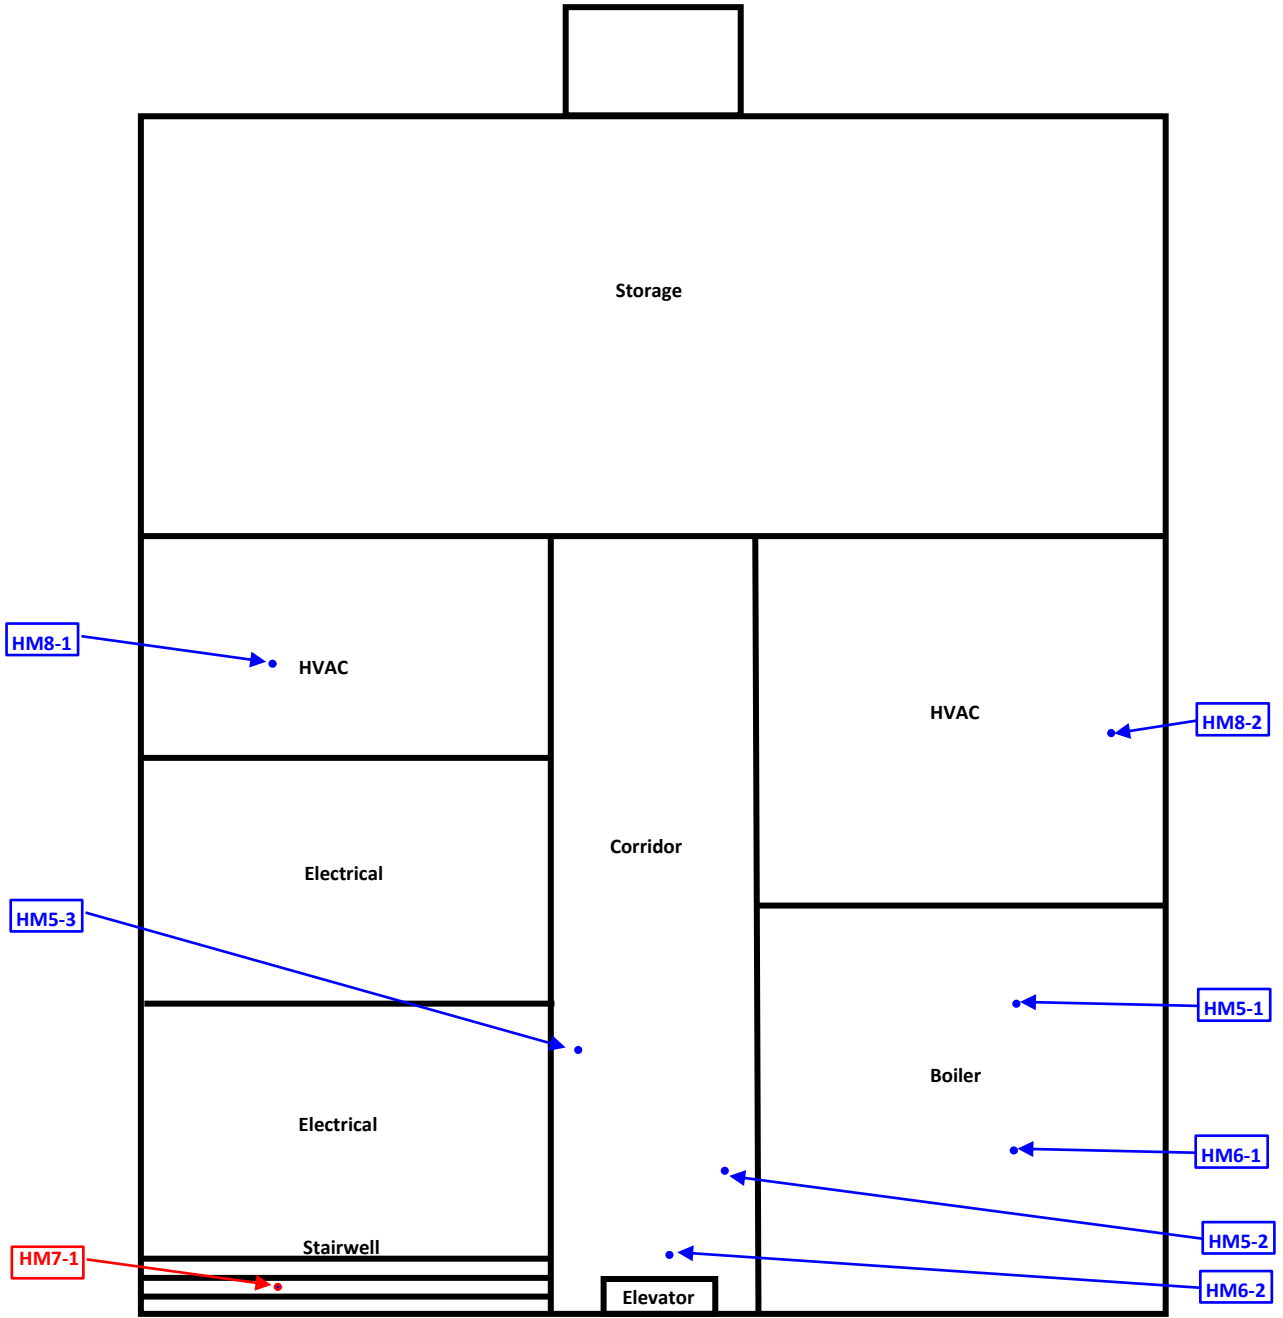 Storage
HM8-1
HVAC
HVAC
HM8-2
Corridor
Electrical
HM5-3
HM5-1
Boiler
Electrical
HM6-1
HM5-2
Stairwell
HM7-1
HM6-2
Elevator